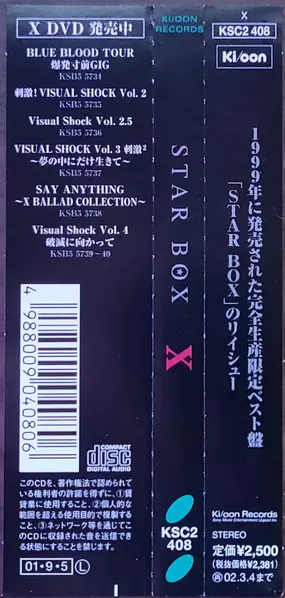 X DVD 発売中
BLUE BLOOD TOUR
爆発寸前GIG
KSB5 5734
刺激! VISUAL SHOCK Vol. 2
KSB5 5735
Visual Shock Vol. 2.5
KSB5 5736
VISUAL SHOCK Vol. 3 刺激²
〜夢の中にだけ生きて〜
KSB5 5737
SAY ANYTHING
〜X BALLAD COLLECTION〜
KSB5 5738
Visual Shock Vol. 4
破滅に向かって
KSB5 5739〜40
4 988009 040806
COMPACT
disc
DIGITAL AUDIO
このCDを、著作権法で認められ
ている権利者の許諾を得ずに、①賃
貸業に使用すること、②個人的な
範囲を超える使用目的で複製する
こと、③ネットワーク等を通じてこ
のCDに収録された音を送信でき
る状態にすることを禁じます。
01・9・5 L
KI/OON
RECORDS
STAR BOX
X
KSC2
408
X
KSC2 408
Ki/oon
1999年に発売された完全生産限定ベスト盤
「STAR BOX」のリイシュー
Ki/oon Records
Sony Music Entertainment (Japan) Inc.
STEREO
定価¥2,500
(税抜価格¥2,381)
再 02.3.4まで